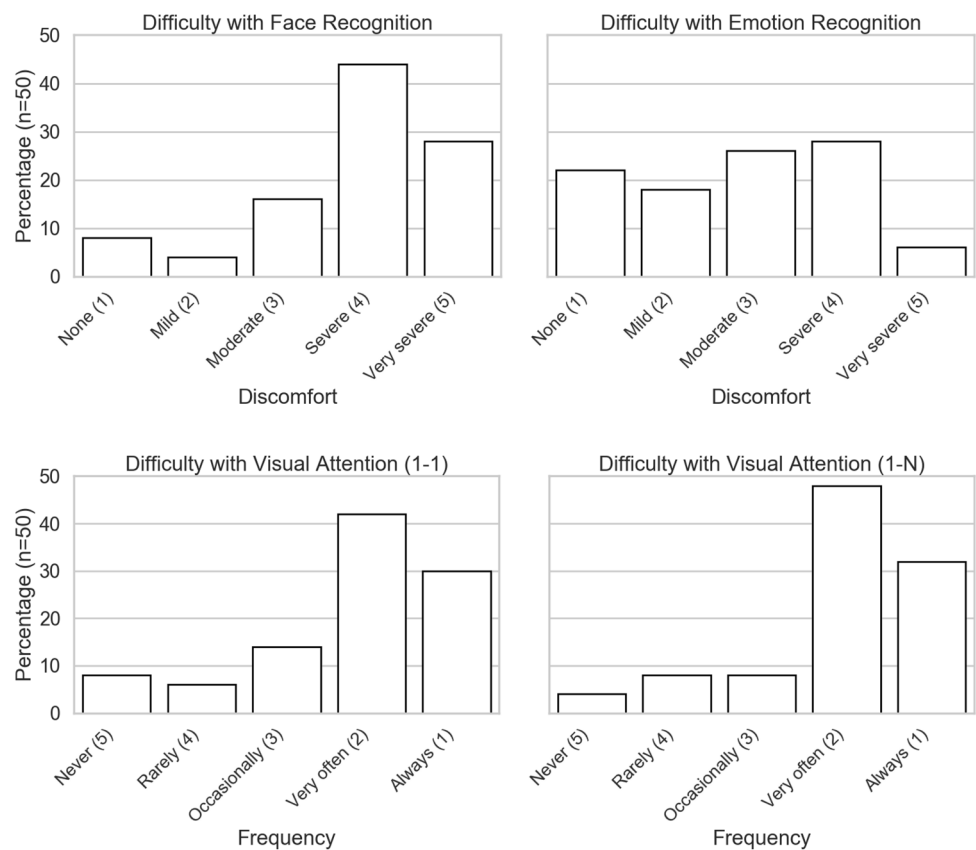 Difficulty with Face Recognition
Percentage (n=50)
50
40
30
20
10
0
None (1)
Mild (2)
Moderate (3)
Severe (4)
Very severe (5)
Discomfort
Difficulty with Emotion Recognition
None (1)
Mild (2)
Moderate (3)
Severe (4)
Very severe (5)
Discomfort
Difficulty with Visual Attention (1-1)
Percentage (n=50)
50
40
30
20
10
0
Never (5)
Rarely (4)
Occasionally (3)
Very often (2)
Always (1)
Frequency
Difficulty with Visual Attention (1-N)
Never (5)
Rarely (4)
Occasionally (3)
Very often (2)
Always (1)
Frequency